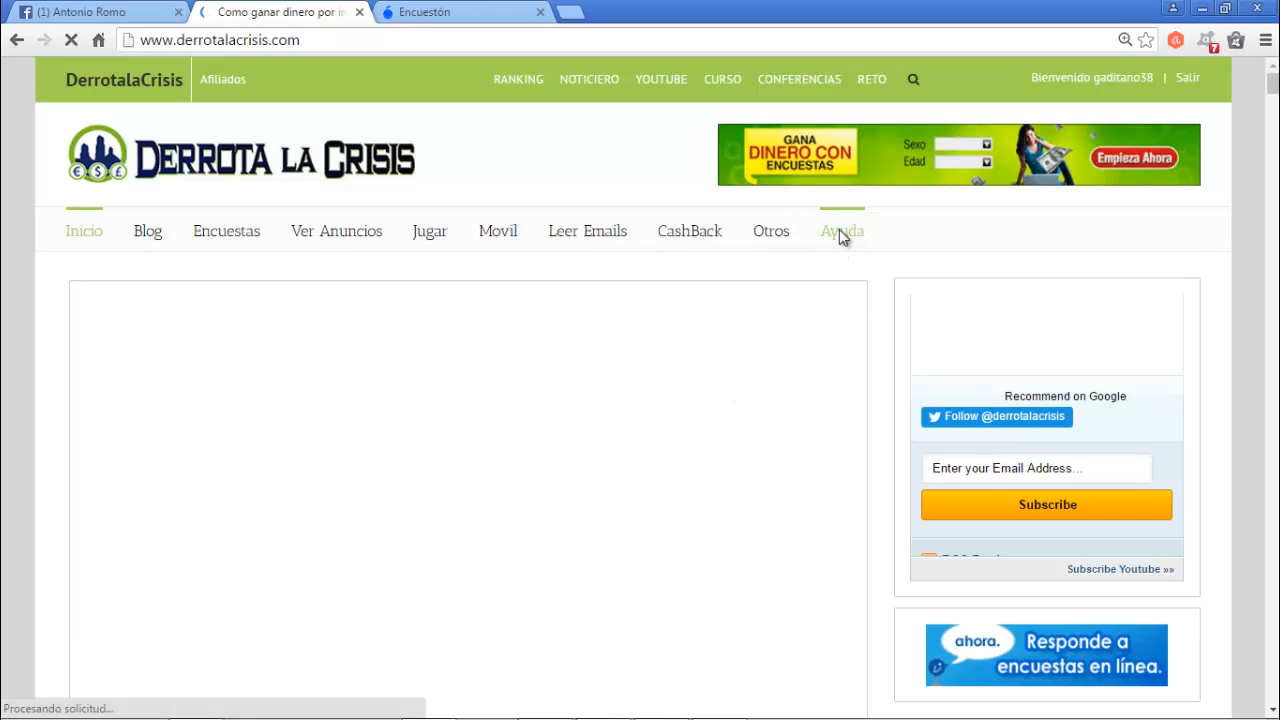 (1) Antonio Romo
Como ganar dinero por in
Encuestón
www.derrotalacrisis.com
7
DerrotalaCrisis
Afiliados
RANKING NOTICIERO YOUTUBE CURSO CONFERENCIAS RETO
Bienvenido gaditano38 | Salir
DERROTA LA CRISIS
€ $ £
GANA
DINERO CON
ENCUESTAS
Sexo
Edad
Empieza Ahora
Inicio Blog Encuestas Ver Anuncios Jugar Movil Leer Emails CashBack Otros Ayuda
Recommend on Google
Follow @derrotalacrisis
Enter your Email Address...
Subscribe
Subscribe Youtube »»
ahora.
Responde a
encuestas en línea.
Procesando solicitud...